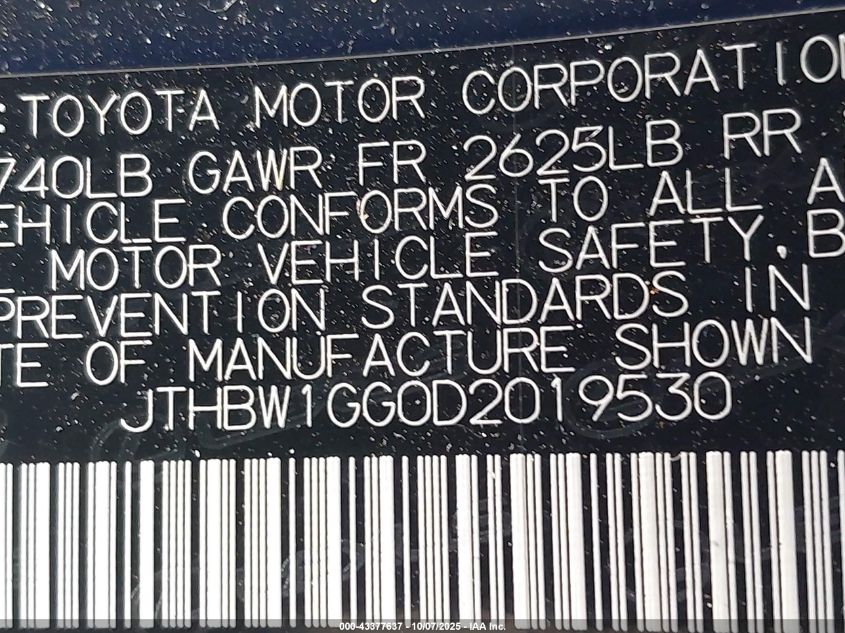 : TOYOTA MOTOR CORPORATION
740LB GAWR FR 2625LB RR
EHICLE CONFORMS TO ALL A
MOTOR VEHICLE SAFETY, B
PREVENTION STANDARDS IN
TE OF MANUFACTURE SHOWN
JTHBW1GG0D2019530
000-43377637 - 10/07/2025 - IAA Inc.